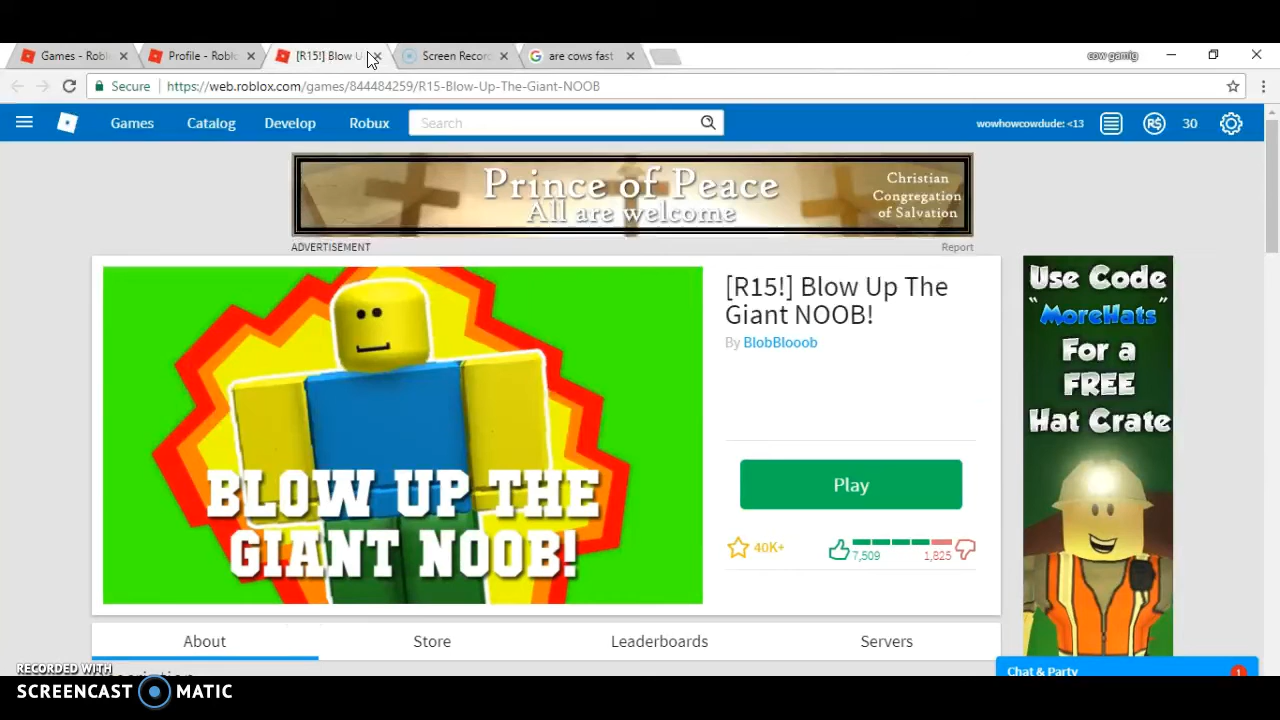 Games - Robl
Profile - Roblo
[R15!] Blow U
Screen Record
are cows fast
cow gamig
Secure
https://web.roblox.com/games/844484259/R15-Blow-Up-The-Giant-NOOB
Games
Catalog
Develop
Robux
Search
wowhowcowdude: <13
R$
30
Prince of Peace
All are welcome
Christian
Congregation
of Salvation
ADVERTISEMENT
Report
BLOW UP THE
GIANT NOOB!
[R15!] Blow Up The
Giant NOOB!
By BlobBlooob
Play
40K+
7,509
1,825
Use Code
"MoreHats"
For a
FREE
Hat Crate
About
Store
Leaderboards
Servers
Chat & Party
1
RECORDED WITH
SCREENCAST MATIC